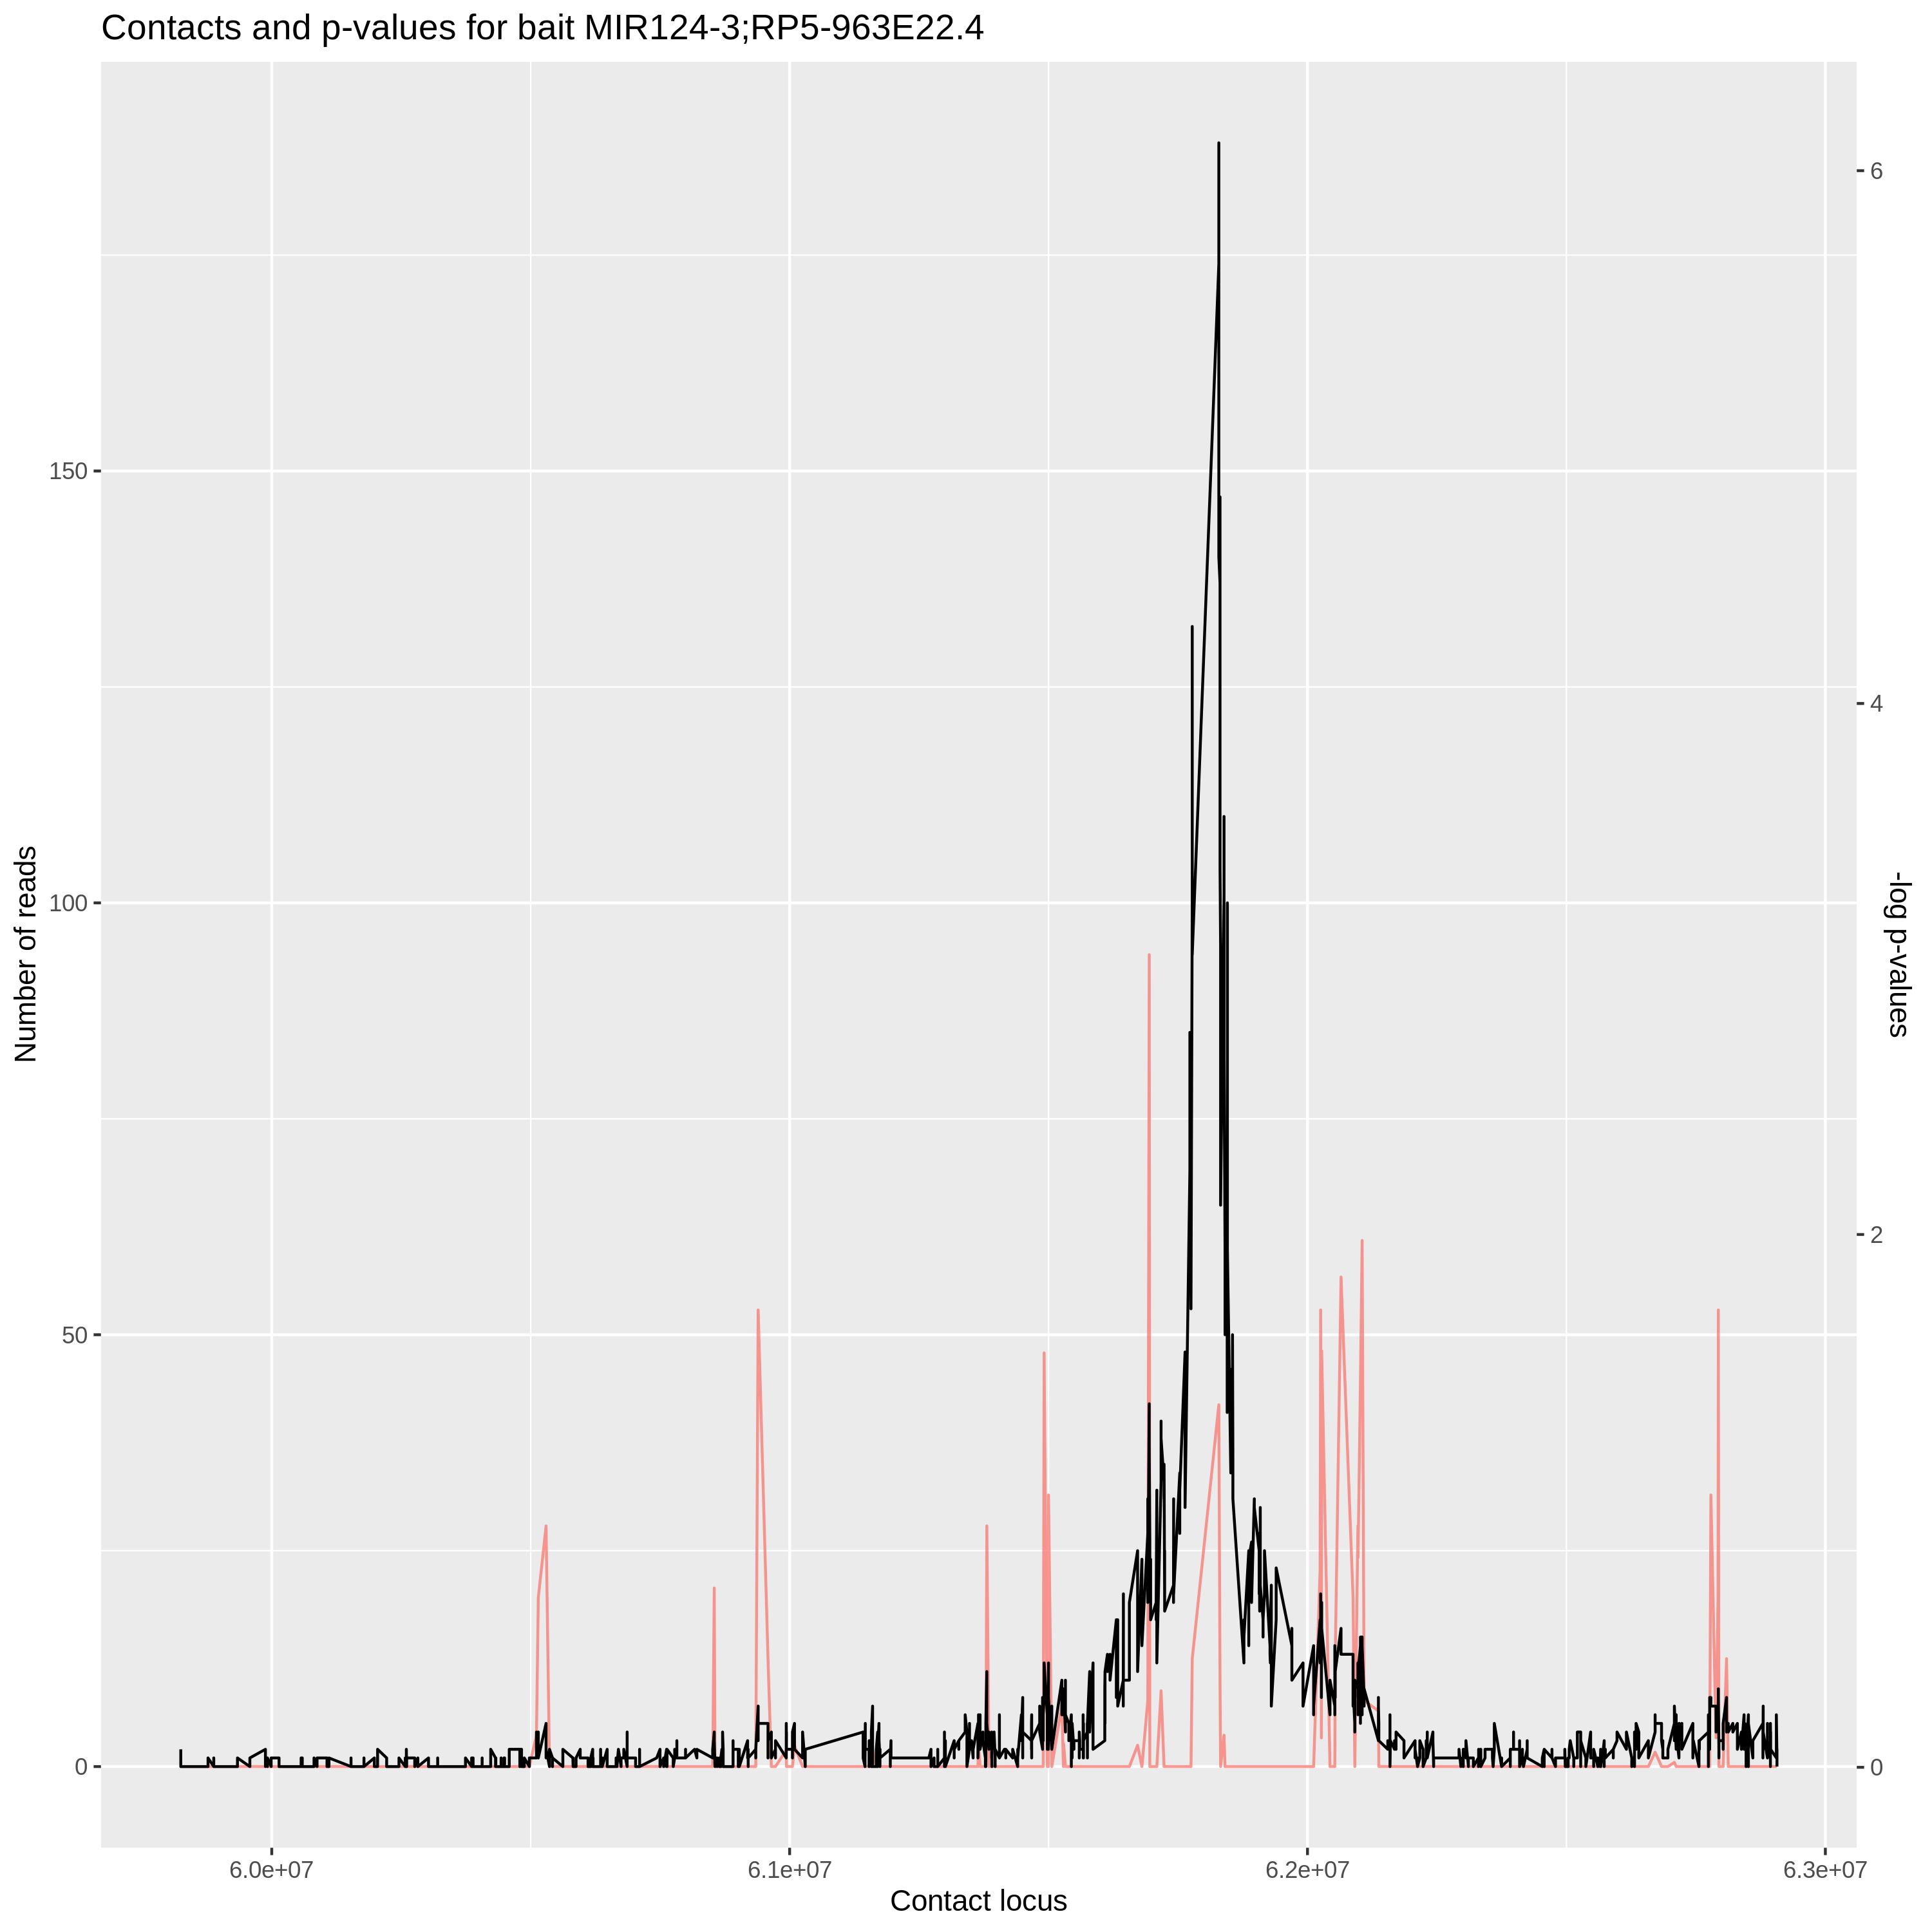 Contacts and p-values for bait MIR124-3;RP5-963E22.4
6
150
4
100
Number of reads
-log p-values
2
50
0
0
6.0e+07
6.1e+07
6.2e+07
6.3e+07
Contact locus